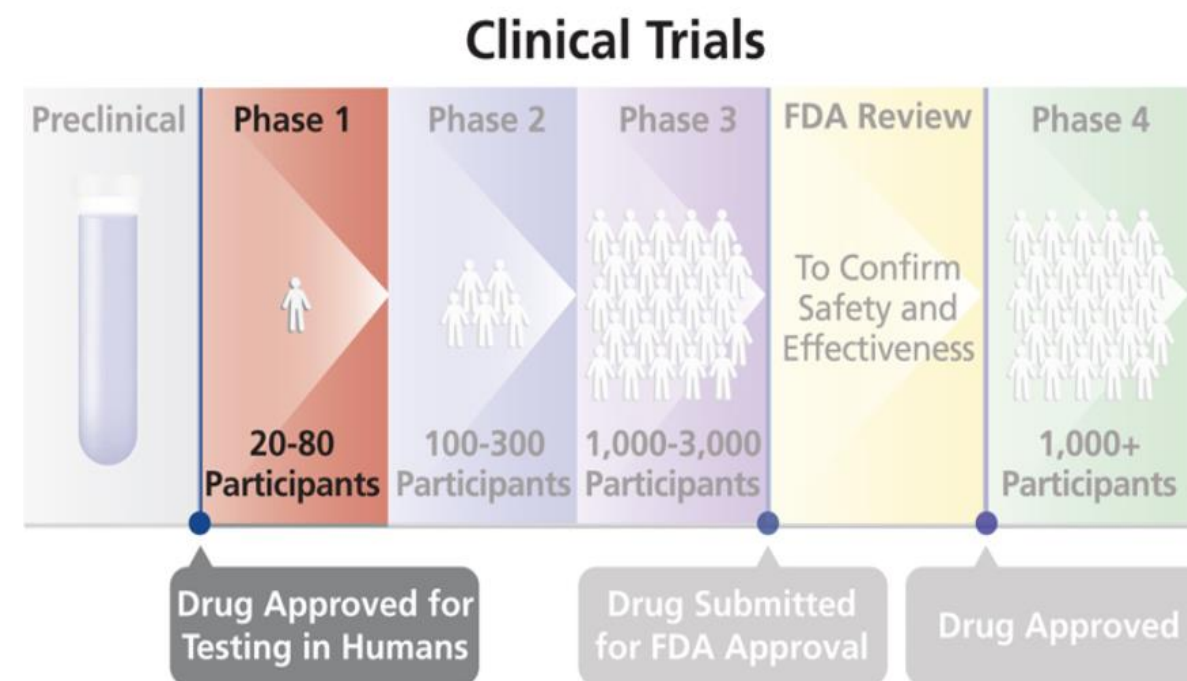 Clinical Trials
Preclinical
Phase 1
Phase 2
Phase 3
FDA Review
Phase 4
To Confirm
Safety and
Effectiveness
20-80
Participants
100-300
Participants
1,000-3,000
Participants
1,000+
Participants
Drug Approved for
Testing in Humans
Drug Submitted
for FDA Approval
Drug Approved